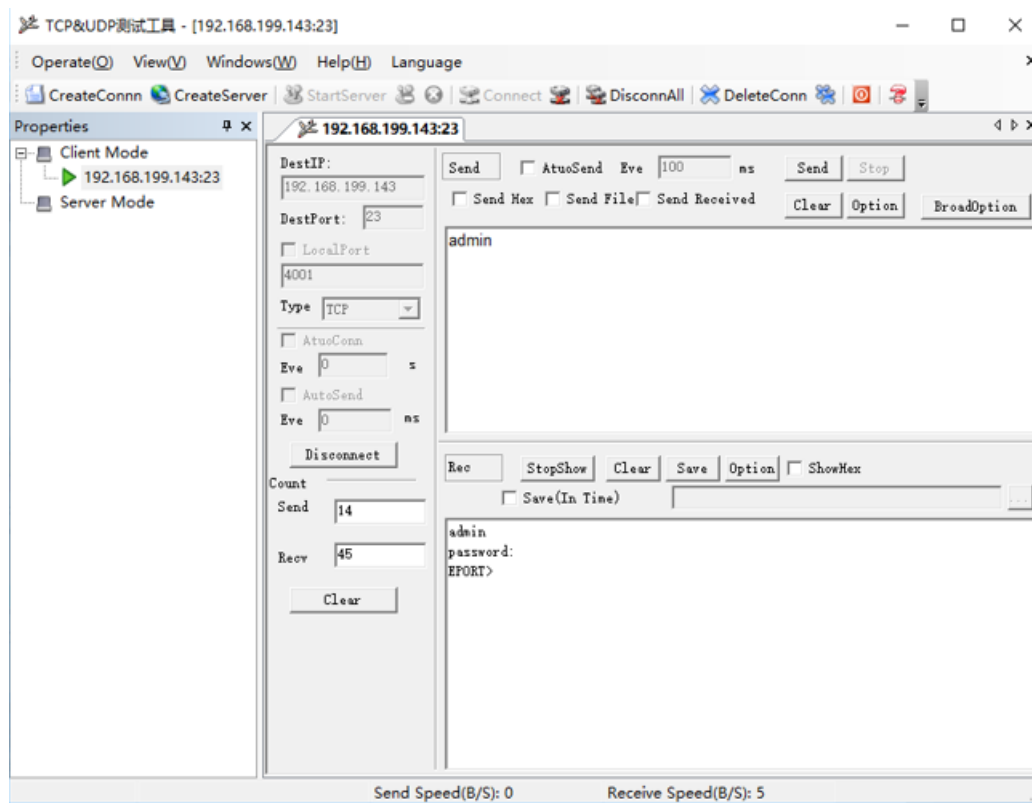 TCP&UDP测试工具 - [192.168.199.143:23]
Operate(O) View(V) Windows(W) Help(H) Language
CreateConnn CreateServer StartServer Connect DisconnAll DeleteConn
Properties
Client Mode
192.168.199.143:23
Server Mode
192.168.199.143:23
DestIP:
192.168.199.143
DestPort: 23
LocalPort
4001
Type TCP
AtuoConn
Eve 0 s
AutoSend
Eve 0 ms
Disconnect
Count
Send 14
Recv 45
Clear
Send AtuoSend Eve 100 ms Send Stop
Send Hex Send File Send Received Clear Option BroadOption
admin
Rec StopShow Clear Save Option ShowHex
Save(In Time) ...
admin
password:
EPORT>
Send Speed(B/S): 0 Receive Speed(B/S): 5